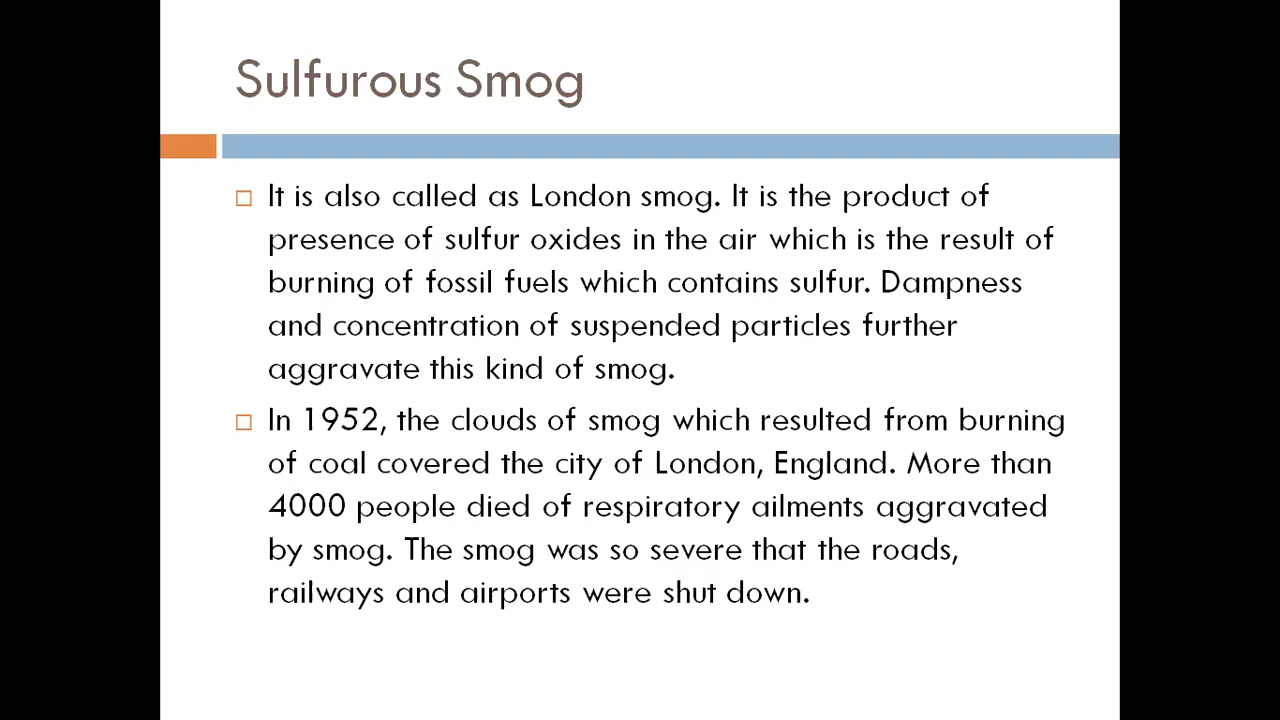 Sulfurous Smog
It is also called as London smog. It is the product of
presence of sulfur oxides in the air which is the result of
burning of fossil fuels which contains sulfur. Dampness
and concentration of suspended particles further
aggravate this kind of smog.
In 1952, the clouds of smog which resulted from burning
of coal covered the city of London, England. More than
4000 people died of respiratory ailments aggravated
by smog. The smog was so severe that the roads,
railways and airports were shut down.